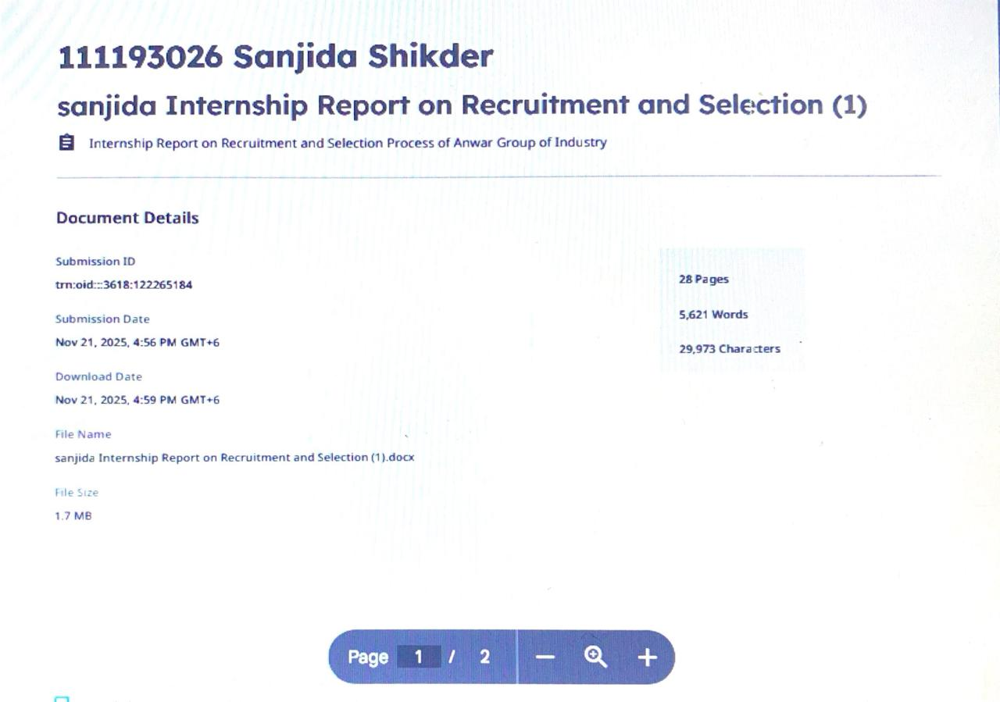 111193026 Sanjida Shikder
sanjida Internship Report on Recruitment and Selection (1)
Internship Report on Recruitment and Selection Process of Anwar Group of Industry
Document Details
Submission ID
trn:oid:::3618:122265184
Submission Date
Nov 21, 2025, 4:56 PM GMT+6
Download Date
Nov 21, 2025, 4:59 PM GMT+6
File Name
sanjida Internship Report on Recruitment and Selection (1).docx
File Size
1.7 MB
28 Pages
5,621 Words
29,973 Characters
Page 1 / 2